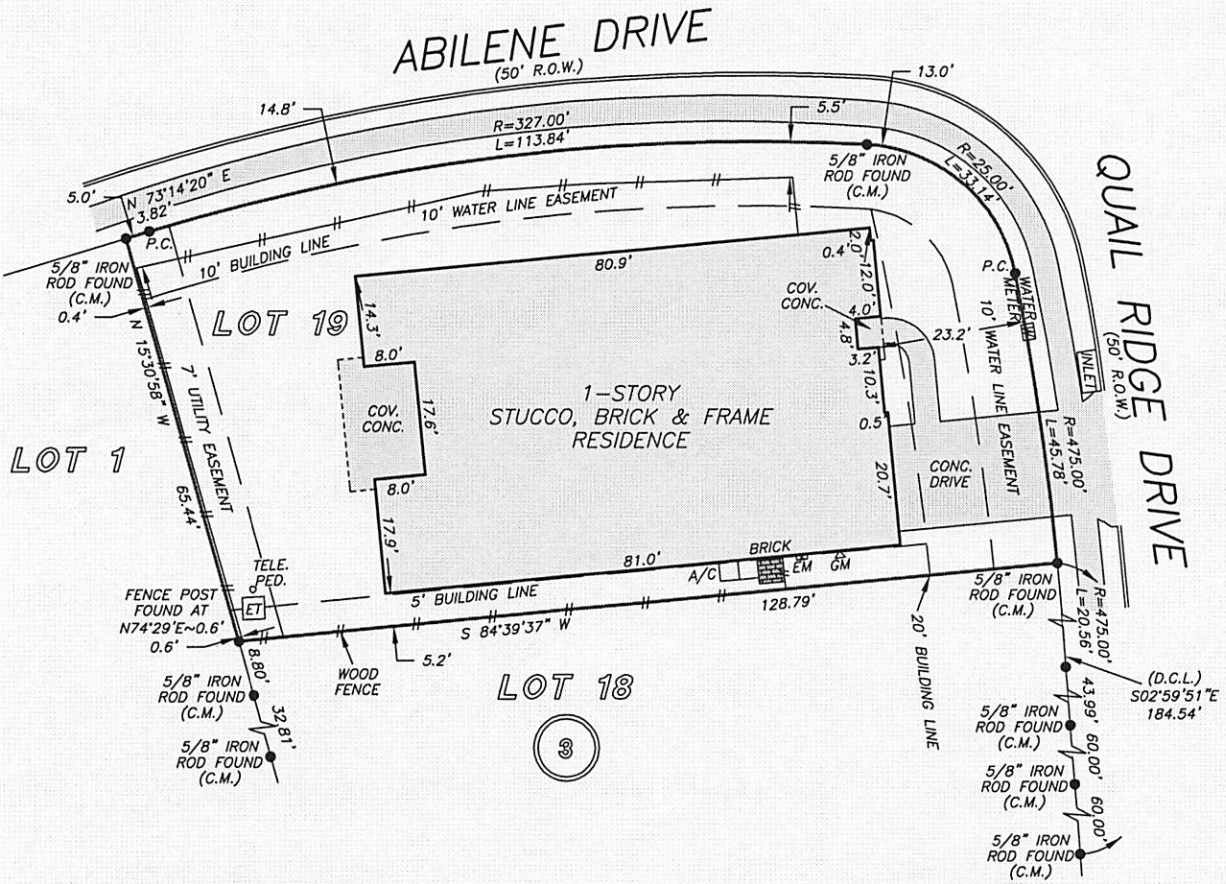 ABILENE DRIVE
(50' R.O.W.)
13.0'
14.8'
5.5'
R=327.00'
L=113.84'
5/8" IRON
ROD FOUND
(C.M.)
R=25.00'
L=33.14'
QUAIL RIDGE DRIVE
(50' R.O.W.)
5.0'
N 73°14'20" E
3.82'
P.C.
10' WATER LINE EASEMENT
10' BUILDING LINE
5/8" IRON
ROD FOUND
(C.M.)
0.4'
LOT 19
80.9'
2.0'
0.4'
12.0'
COV.
CONC.
4.0'
4.8'
3.2'
23.2'
10.3'
0.5'
20.7'
P.C.
WATER
METER
WM
10' WATER LINE EASEMENT
INLET
R=475.00'
L=45.78'
14.3'
8.0'
COV.
CONC.
17.6'
8.0'
17.9'
1-STORY
STUCCO, BRICK & FRAME
RESIDENCE
CONC.
DRIVE
N 15°30'58" W
65.44'
7' UTILITY EASEMENT
LOT 1
TELE.
PED.
ET
FENCE POST
FOUND AT
N74°29'E~0.6'
0.6'
5' BUILDING LINE
81.0'
BRICK
A/C
EM
GM
S 84°39'37" W
128.79'
5/8" IRON
ROD FOUND
(C.M.)
R=475.00'
L=20.56'
WOOD
FENCE
5.2'
20' BUILDING LINE
LOT 18
3
8.80'
5/8" IRON
ROD FOUND
(C.M.)
32.81'
5/8" IRON
ROD FOUND
(C.M.)
(D.C.L.)
S02°59'51"E
184.54'
43.99'
5/8" IRON
ROD FOUND
(C.M.)
60.00'
5/8" IRON
ROD FOUND
(C.M.)
60.00'
5/8" IRON
ROD FOUND
(C.M.)